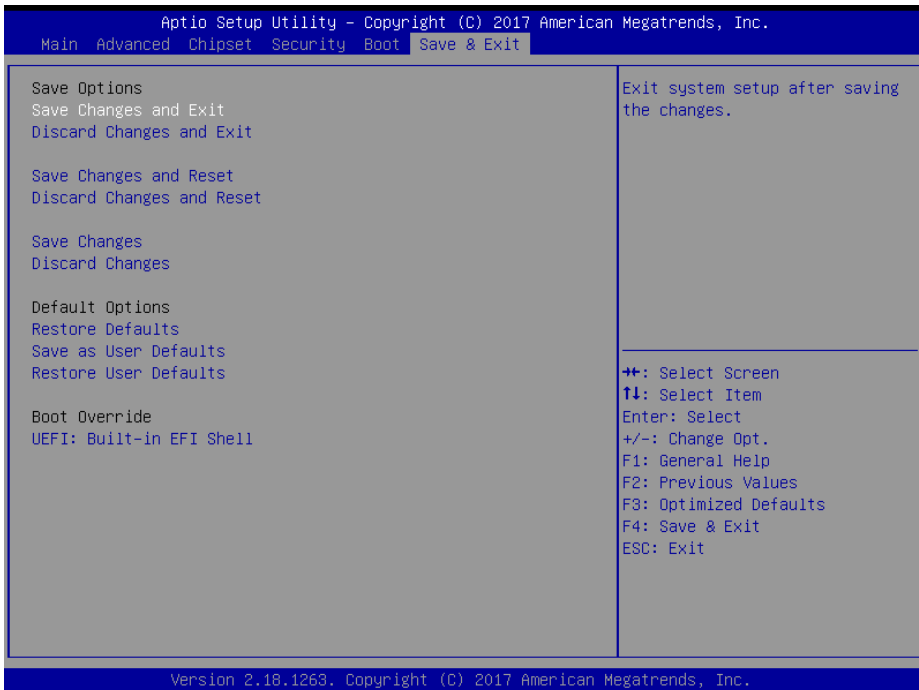 Aptio Setup Utility – Copyright (C) 2017 American Megatrends, Inc.
Main Advanced Chipset Security Boot Save & Exit
Save Options
Save Changes and Exit
Discard Changes and Exit
Save Changes and Reset
Discard Changes and Reset
Save Changes
Discard Changes
Default Options
Restore Defaults
Save as User Defaults
Restore User Defaults
Boot Override
UEFI: Built-in EFI Shell
Exit system setup after saving
the changes.
→←: Select Screen
↑↓: Select Item
Enter: Select
+/-: Change Opt.
F1: General Help
F2: Previous Values
F3: Optimized Defaults
F4: Save & Exit
ESC: Exit
Version 2.18.1263. Copyright (C) 2017 American Megatrends, Inc.